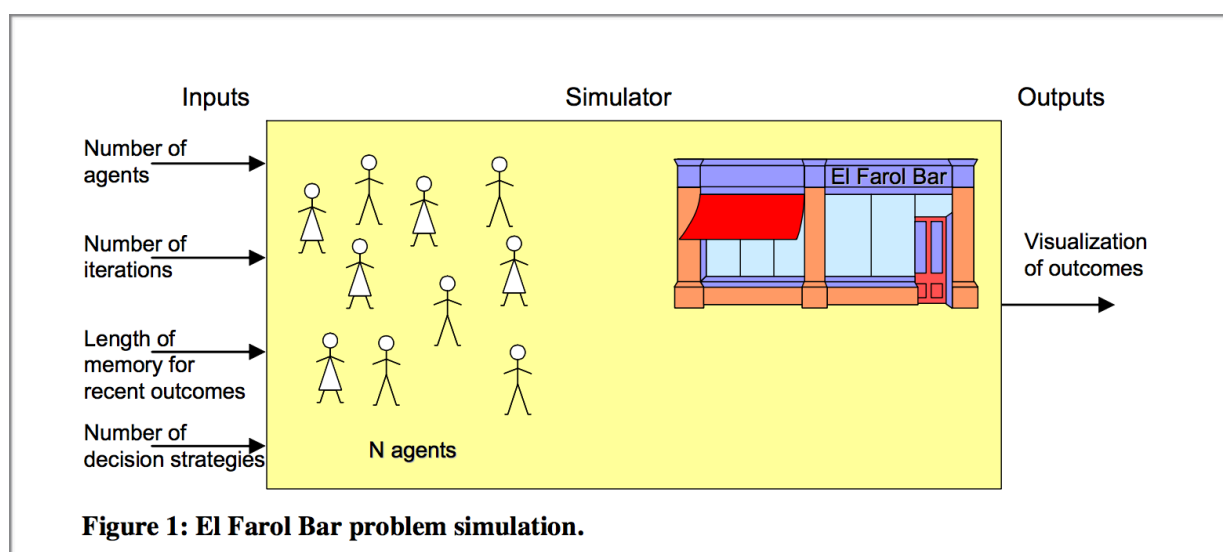 Inputs
Simulator
Outputs
Number of
agents
Number of
iterations
Length of
memory for
recent outcomes
Number of
decision strategies
N agents
El Farol Bar
Visualization
of outcomes
Figure 1: El Farol Bar problem simulation.